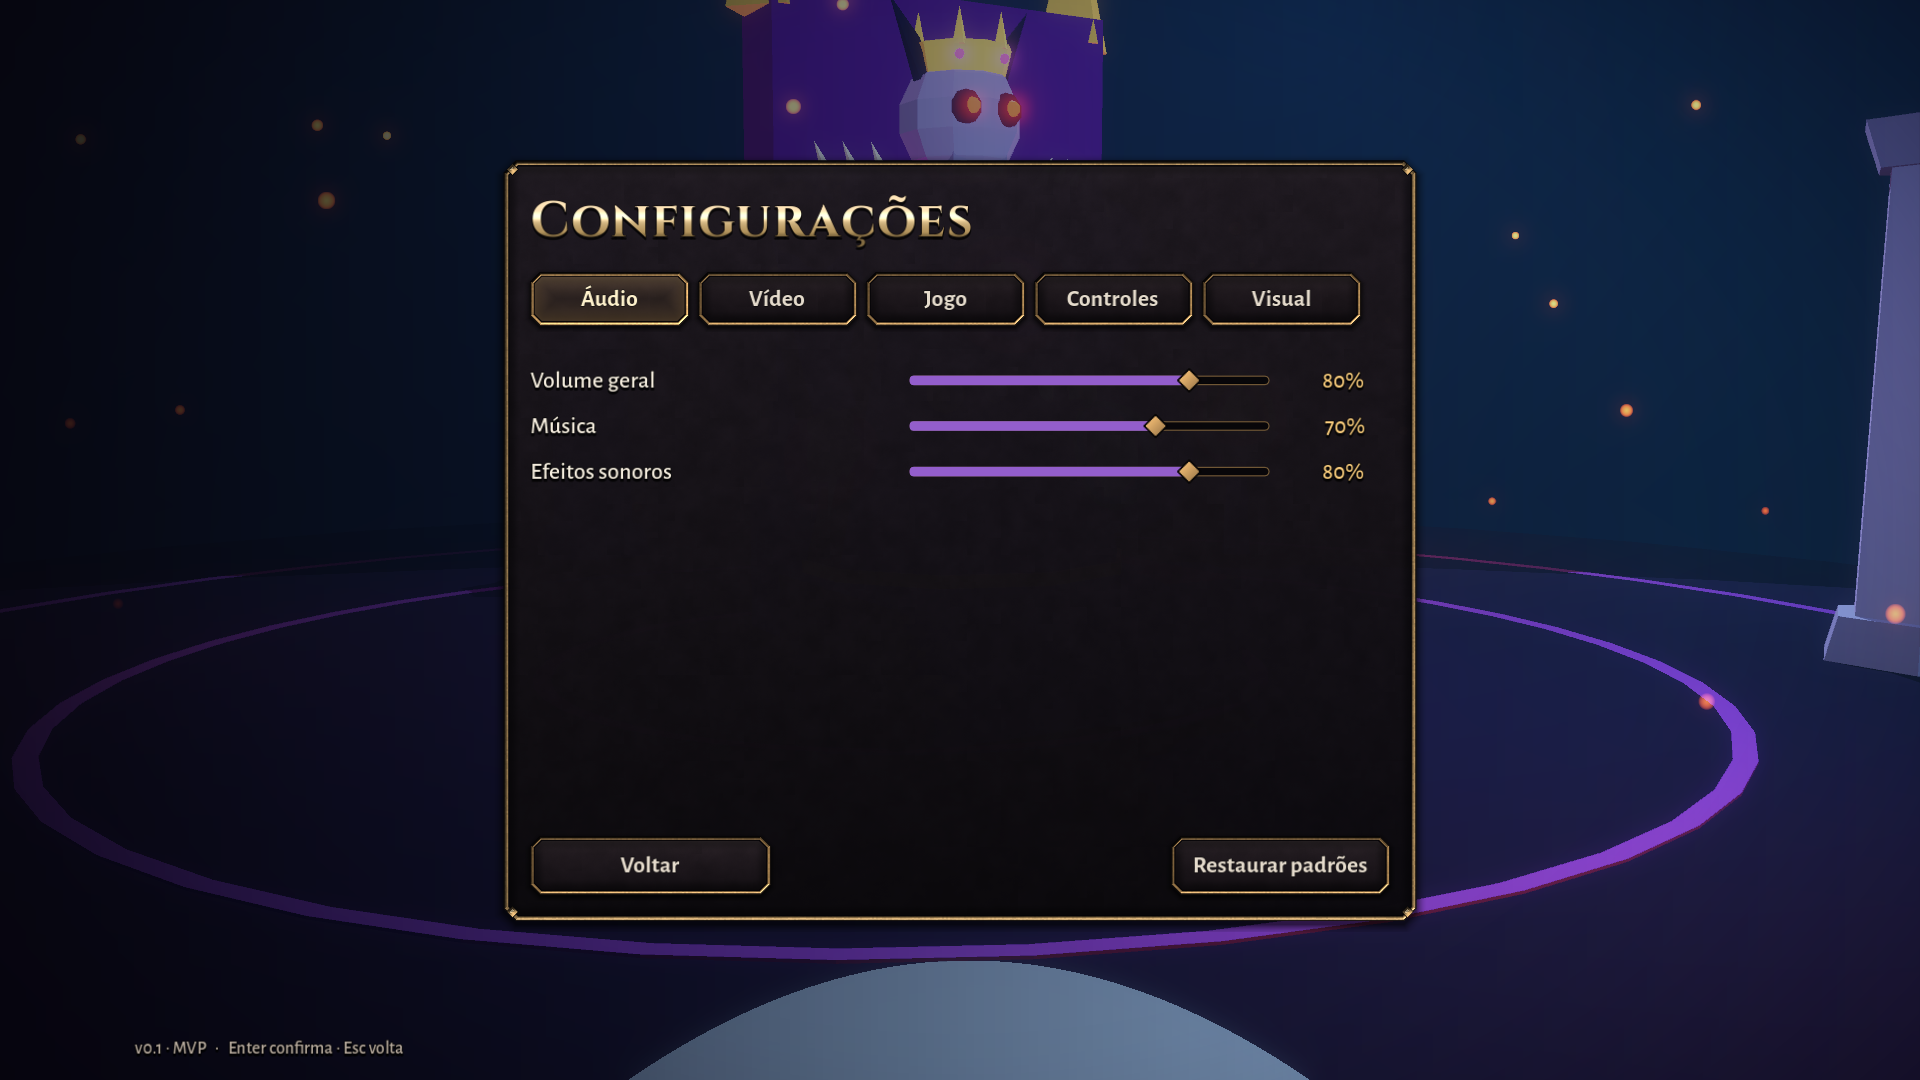 Configurações
Áudio Vídeo Jogo Controles Visual
Volume geral 80%
Música 70%
Efeitos sonoros 80%
Voltar Restaurar padrões
v0.1 · MVP · Enter confirma · Esc volta